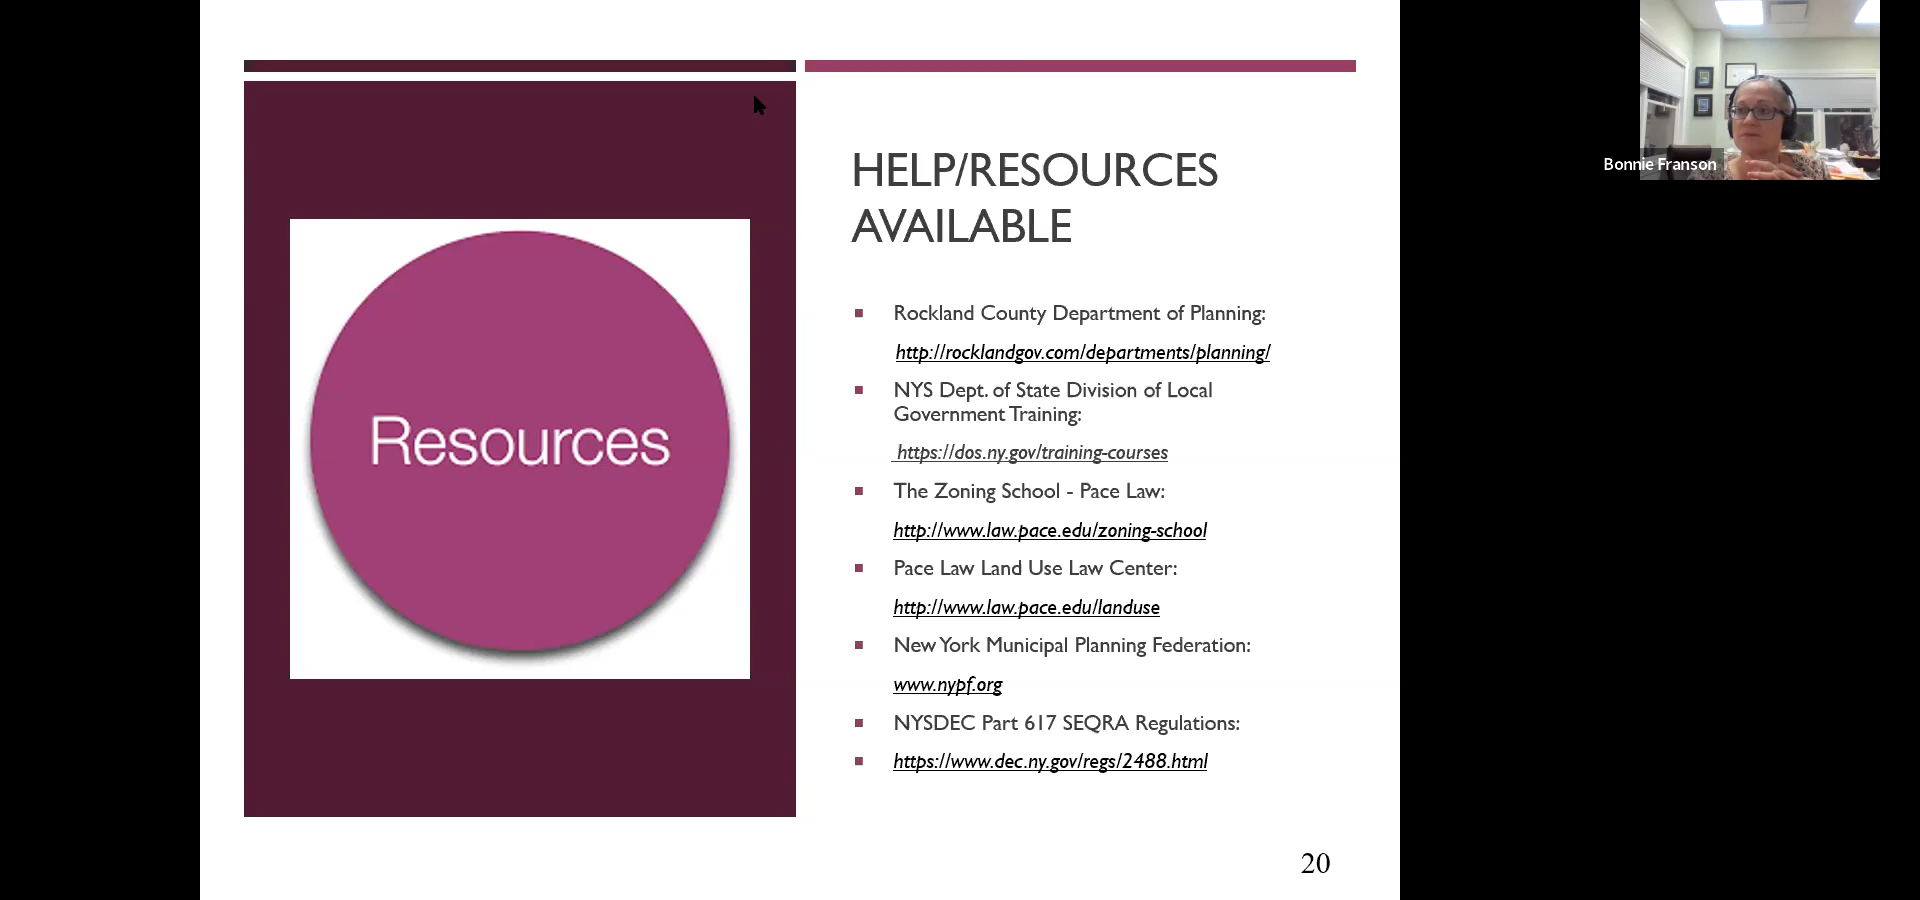 Resources
HELP/RESOURCES
AVAILABLE
Rockland County Department of Planning:
http://rocklandgov.com/departments/planning/
NYS Dept. of State Division of Local
Government Training:
https://dos.ny.gov/training-courses
The Zoning School - Pace Law:
http://www.law.pace.edu/zoning-school
Pace Law Land Use Law Center:
http://www.law.pace.edu/landuse
New York Municipal Planning Federation:
www.nypf.org
NYSDEC Part 617 SEQRA Regulations:
https://www.dec.ny.gov/regs/2488.html
20
Bonnie Franson